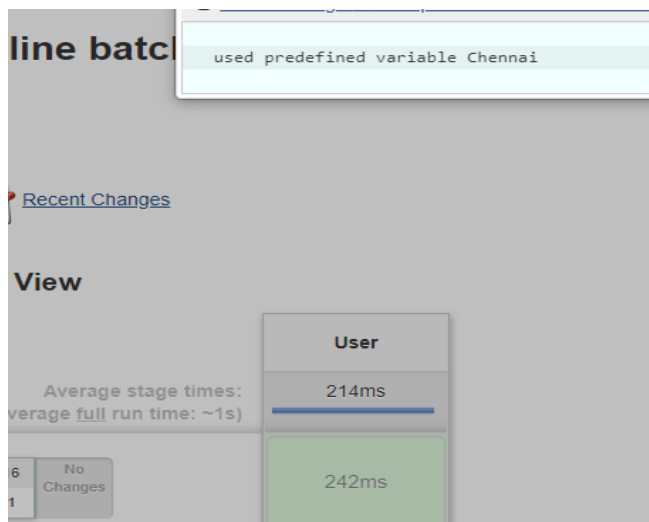 used predefined variable Chennai
line batcl
Recent Changes
View
User
Average stage times:
verage full run time: ~1s)
214ms
No
Changes
1
242ms